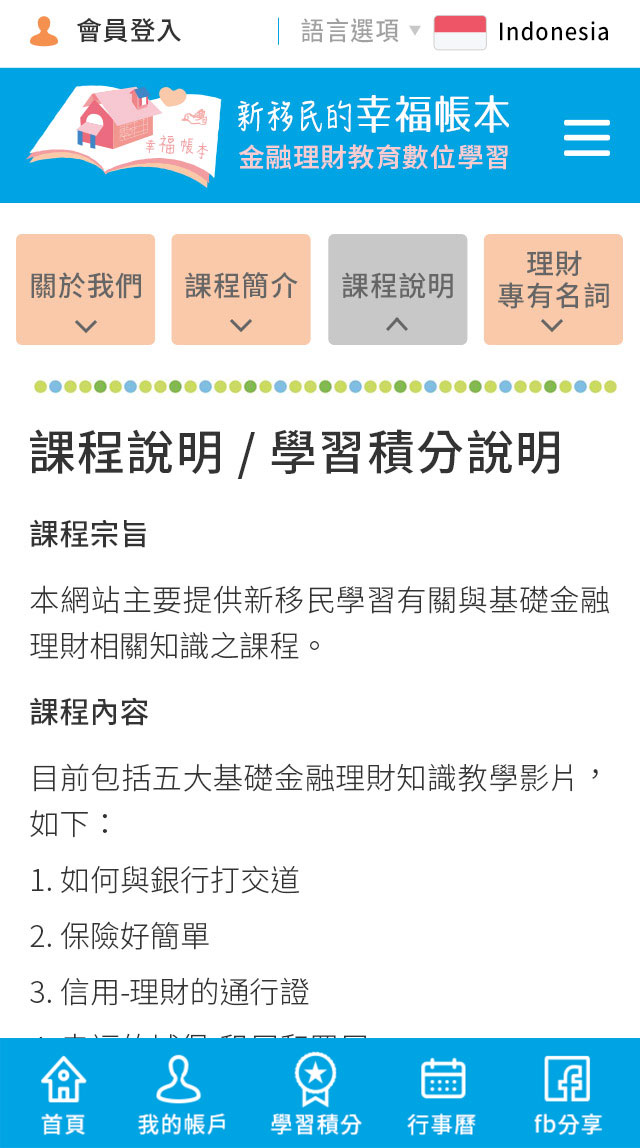 會員登入
語言選項
Indonesia
幸福帳本
新移民的幸福帳本
金融理財教育數位學習
關於我們
課程簡介
課程說明
理財
專有名詞
課程說明 / 學習積分說明
課程宗旨
本網站主要提供新移民學習有關與基礎金融
理財相關知識之課程。
課程內容
目前包括五大基礎金融理財知識教學影片，
如下：
1. 如何與銀行打交道
2. 保險好簡單
3. 信用-理財的通行證
首頁
我的帳戶
學習積分
行事曆
fb分享